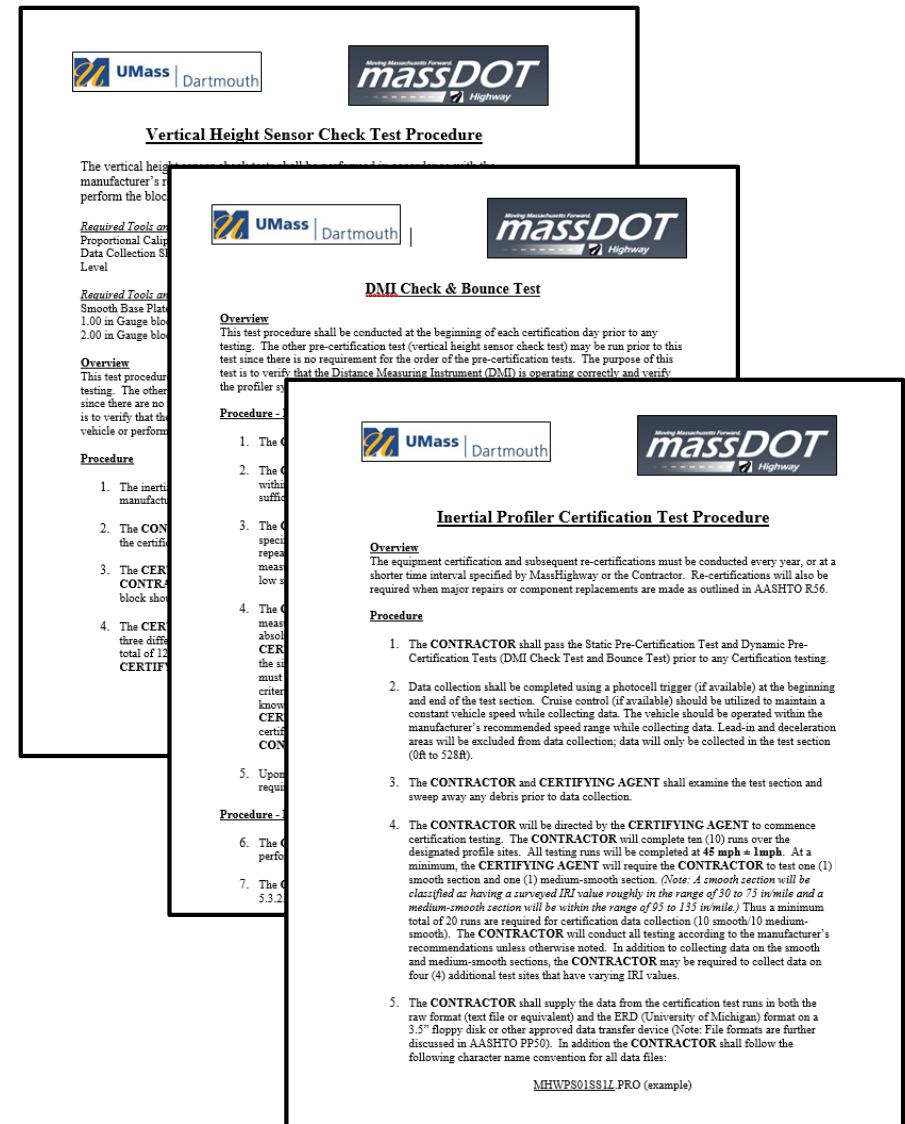 UMass | Dartmouth
Moving Massachusetts Forward.
massDOT
Highway
Vertical Height Sensor Check Test Procedure
The vertical height sensor check tests shall be performed in accordance with the
manufacturer's
perform the
Required Tools
Proportional
Data Collection
Level
Required Tools
Smooth Base
1.00 in Gauge
2.00 in Gauge
Overview
This test
testing. The other
since there are no
is to verify that the
vehicle or perform
Procedure
1. The
2. The CON
the
3. The CER
CONTRA
block
4. The CER
three
total of 12
CERTIF
UMass | Dartmouth
Moving Massachusetts Forward.
massDOT
Highway
DMI Check & Bounce Test
Overview
This test procedure shall be conducted at the beginning of each certification day prior to any
testing. The other pre-certification test (vertical height sensor check test) may be run prior to this
test since there is no requirement for the order of the pre-certification tests. The purpose of this
test is to verify that the Distance Measuring Instrument (DMI) is operating correctly and verify
the profiler
Procedure -
1. The
2. The
withi
suffic
3. The
speci
repea
meas
low s
4. The
meas
absol
CER
the si
must
criter
know
CER
certif
CON
5. Upon
requi
Procedure -
6. The
perfo
7. The
5.3.2
UMass | Dartmouth
Moving Massachusetts Forward.
massDOT
Highway
Inertial Profiler Certification Test Procedure
Overview
The equipment certification and subsequent re-certifications must be conducted every year, or at a
shorter time interval specified by MassHighway or the Contractor. Re-certifications will also be
required when major repairs or component replacements are made as outlined in AASHTO R56.
Procedure
1. The CONTRACTOR shall pass the Static Pre-Certification Test and Dynamic Pre-
Certification Tests (DMI Check Test and Bounce Test) prior to any Certification testing.
2. Data collection shall be completed using a photocell trigger (if available) at the beginning
and end of the test section. Cruise control (if available) should be utilized to maintain a
constant vehicle speed while collecting data. The vehicle should be operated within the
manufacturer's recommended speed range while collecting data. Lead-in and deceleration
areas will be excluded from data collection; data will only be collected in the test section
(0ft to 528ft).
3. The CONTRACTOR and CERTIFYING AGENT shall examine the test section and
sweep away any debris prior to data collection.
4. The CONTRACTOR will be directed by the CERTIFYING AGENT to commence
certification testing. The CONTRACTOR will complete ten (10) runs over the
designated profile sites. All testing runs will be completed at 45 mph ± 1mph. At a
minimum, the CERTIFYING AGENT will require the CONTRACTOR to test one (1)
smooth section and one (1) medium-smooth section. (Note: A smooth section will be
classified as having a surveyed IRI value roughly in the range of 30 to 75 in/mile and a
medium-smooth section will be within the range of 95 to 135 in/mile.) Thus a minimum
total of 20 runs are required for certification data collection (10 smooth/10 medium-
smooth). The CONTRACTOR will conduct all testing according to the manufacturer's
recommendations unless otherwise noted. In addition to collecting data on the smooth
and medium-smooth sections, the CONTRACTOR may be required to collect data on
four (4) additional test sites that have varying IRI values.
5. The CONTRACTOR shall supply the data from the certification test runs in both the
raw format (text file or equivalent) and the ERD (University of Michigan) format on a
3.5" floppy disk or other approved data transfer device (Note: File formats are further
discussed in AASHTO PP50). In addition the CONTRACTOR shall follow the
following character name convention for all data files:
MHWPS01SS1L.PRO (example)